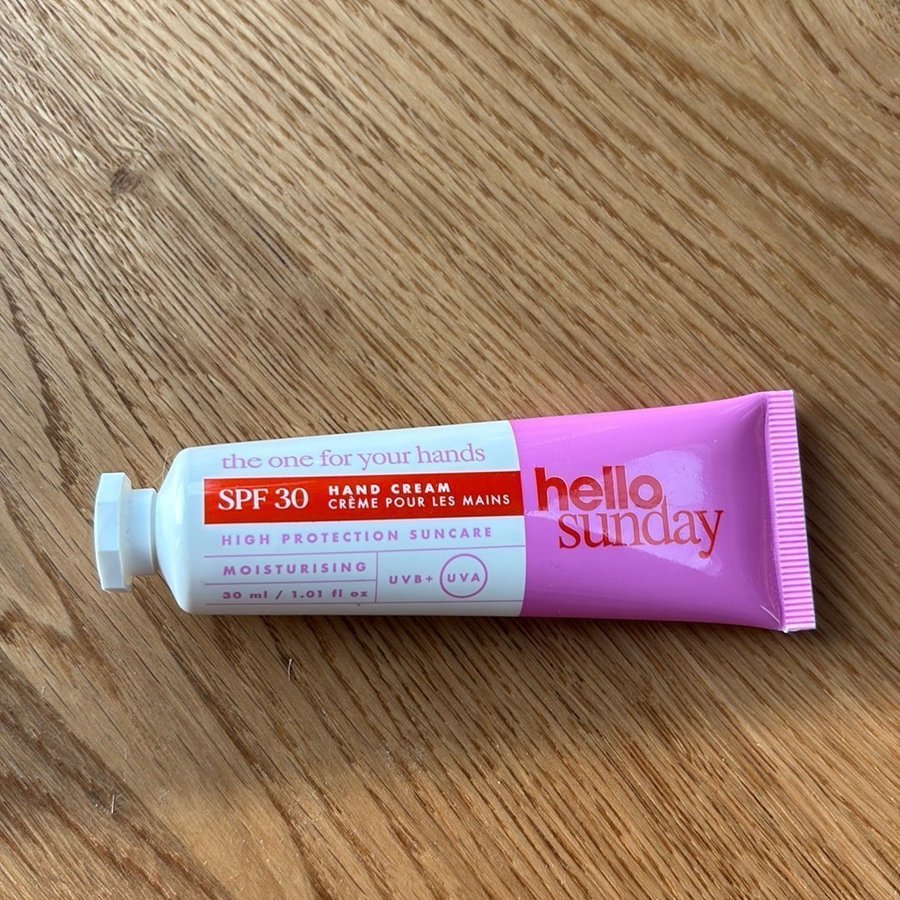 the one for your hands
SPF 30
HAND CREAM
CRÈME POUR LES MAINS
HIGH PROTECTION SUNCARE
MOISTURISING
30 ml / 1.01 fl oz
UVB+ UVA
hello
sunday